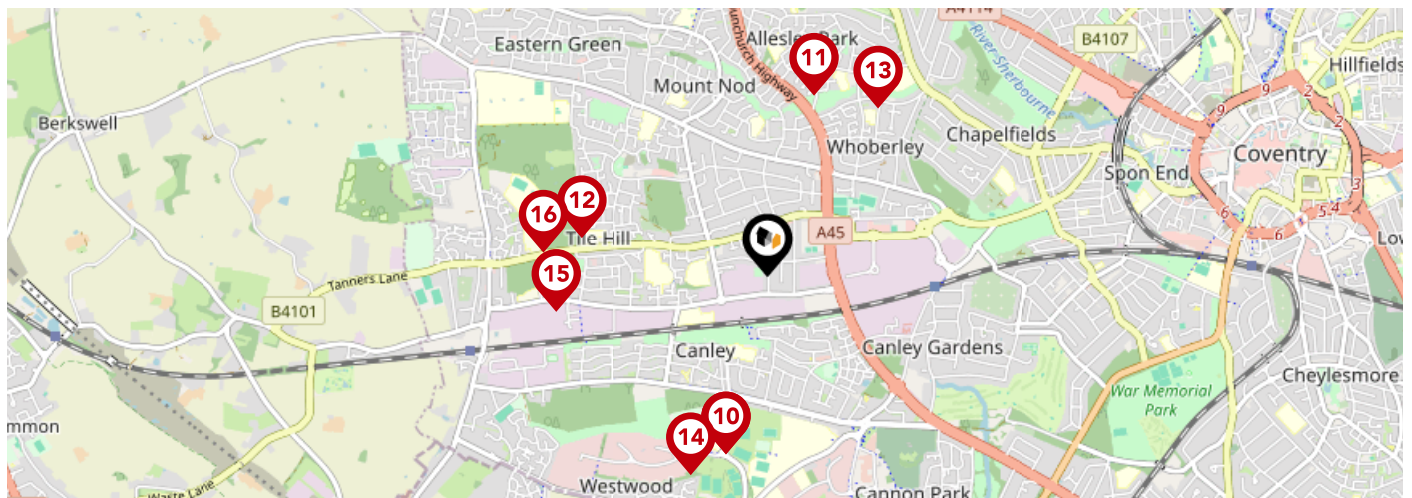 A4114
Eastern Green
Allesley Park
B4107
Hillfields
11
13
Mount Nod
River Sherbourne
9
9
2
2
Berkswell
Chapelfields
Whoberley
Coventry
Spon End
3
12
16
Tile Hill
A45
6
5
4
6
Tanners Lane
15
B4101
Canley
Canley Gardens
Cheylesmore
War Memorial
Park
10
14
mmon
Waste Lane
Westwood
Cannon Park